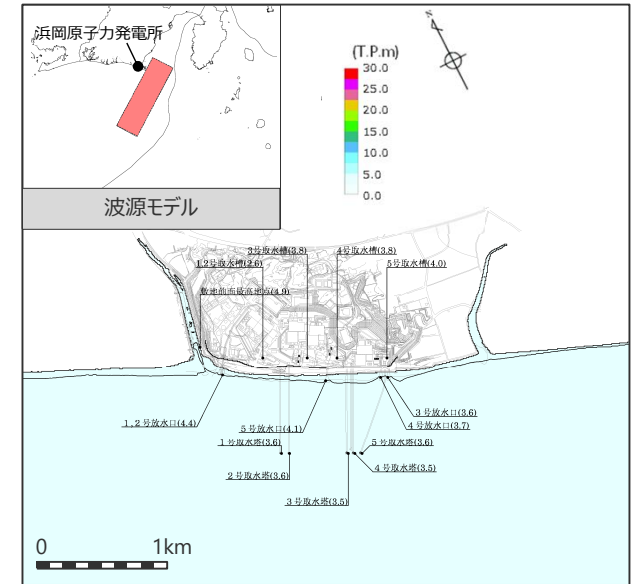 浜岡原子力発電所
波源モデル
(T.P.m)
30.0
25.0
20.0
15.0
10.0
5.0
0.0
N
3号取水槽(3.8)
4号取水槽(3.8)
1,2号取水槽(2.6)
5号取水槽(4.0)
敷地前面最高地点(4.9)
1,2号放水口(4.4)
5号放水口(4.1)
3号放水口(3.6)
4号放水口(3.7)
1号取水塔(3.6)
5号取水塔(3.6)
2号取水塔(3.6)
4号取水塔(3.5)
3号取水塔(3.5)
0
1km